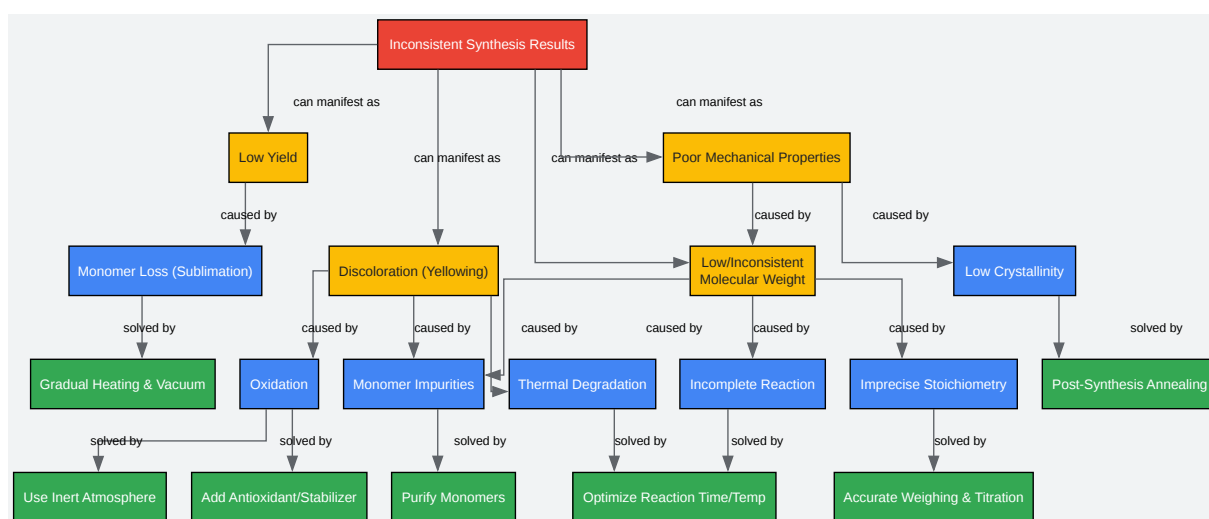 Inconsistent Synthesis Results
can manifest as
can manifest as
Low Yield
can manifest as
can manifest as
Poor Mechanical Properties
caused by
caused by
caused by
Monomer Loss (Sublimation)
Discoloration (Yellowing)
Low/Inconsistent
Molecular Weight
Low Crystallinity
solved by
caused by
caused by
caused by
caused by
caused by
caused by
solved by
Gradual Heating & Vacuum
Oxidation
Monomer Impurities
Thermal Degradation
Incomplete Reaction
Imprecise Stoichiometry
Post-Synthesis Annealing
solved by
solved by
solved by
solved by
solved by
solved by
Use Inert Atmosphere
Add Antioxidant/Stabilizer
Purify Monomers
Optimize Reaction Time/Temp
Accurate Weighing & Titration